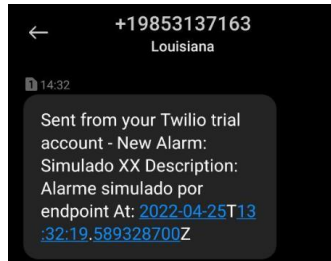 +19853137163
Louisiana
1 14:32
Sent from your Twilio trial
account - New Alarm:
Simulado XX Description:
Alarme simulado por
endpoint At: 2022-04-25T13
:32:19.589328700Z